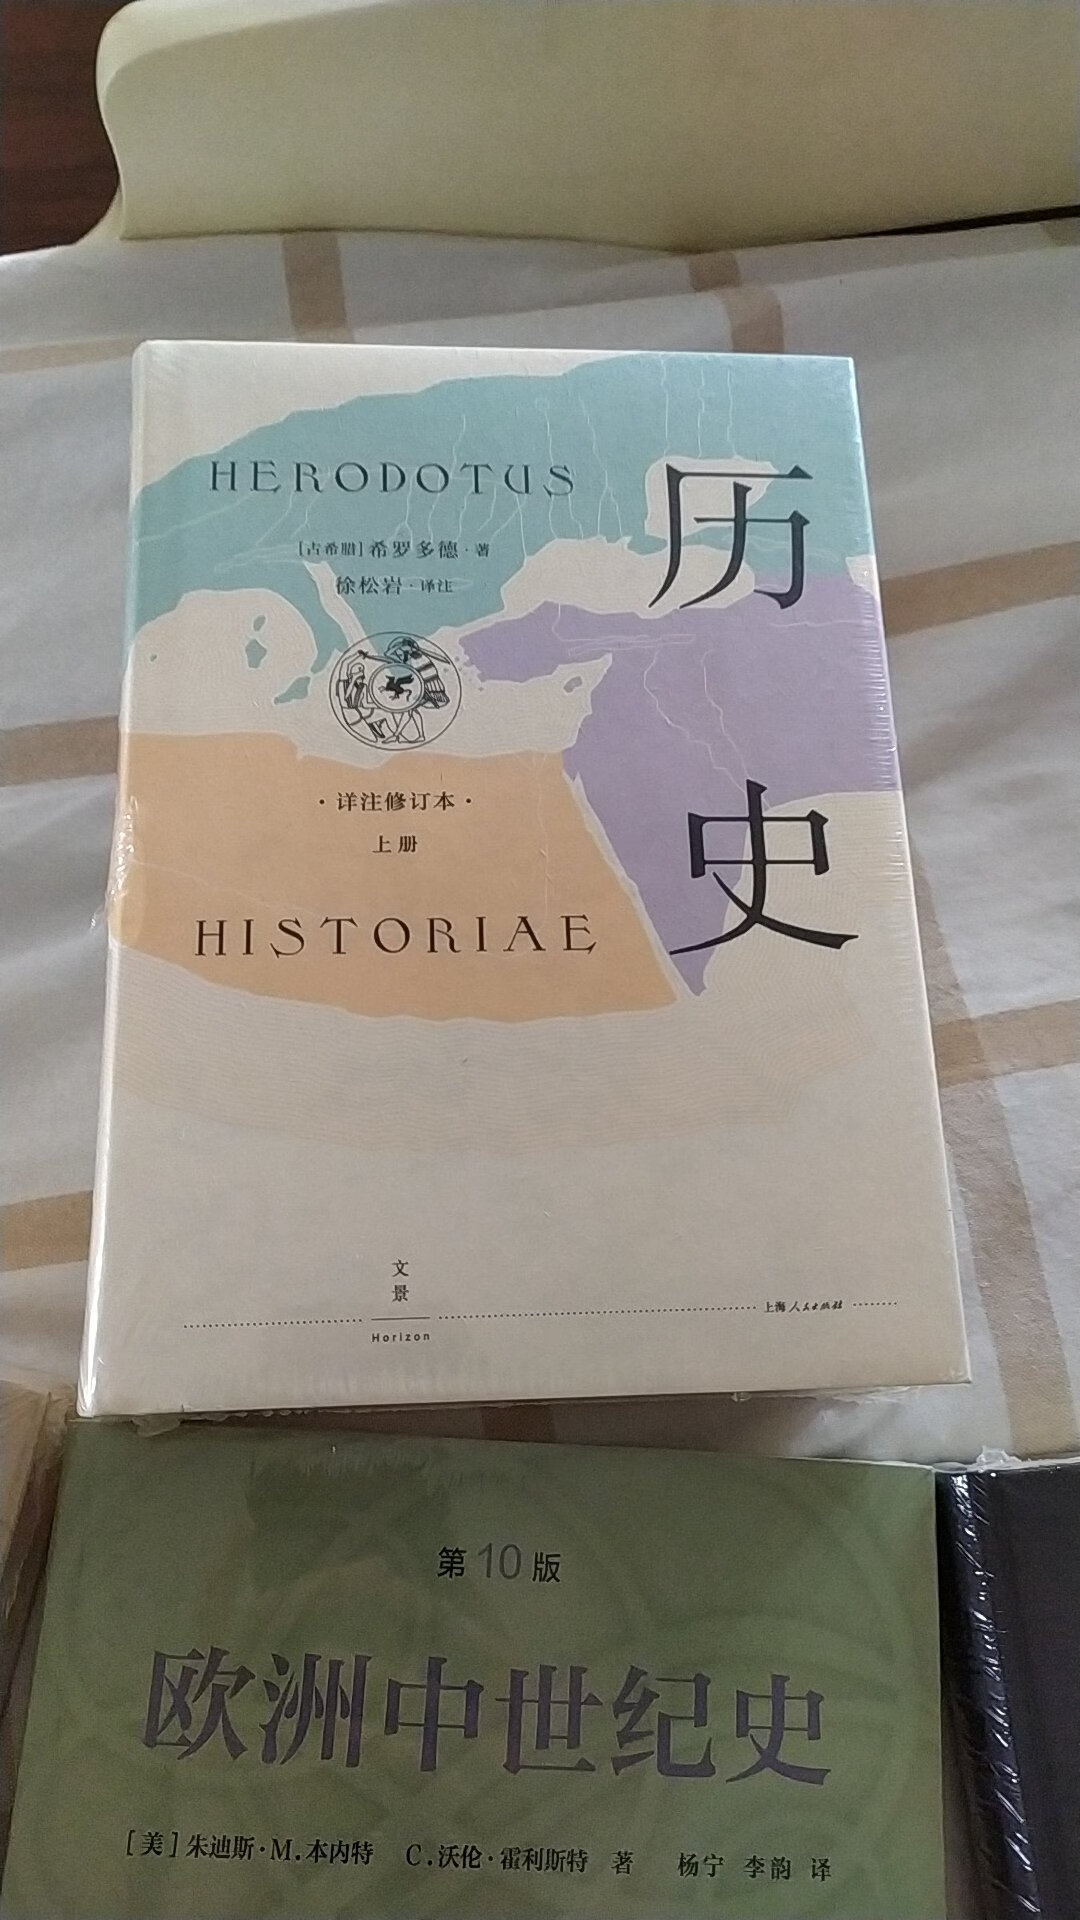 HERODOTUS
[古希腊]希罗多德·著
徐松岩·译注
历
史
·详注修订本·
上册
HISTORIAE
文
景
Horizon
上海人民出版社
第10版
欧洲中世纪史
[美]朱迪斯·M.本内特 C.沃伦·霍利斯特 著 杨宁 李韵 译